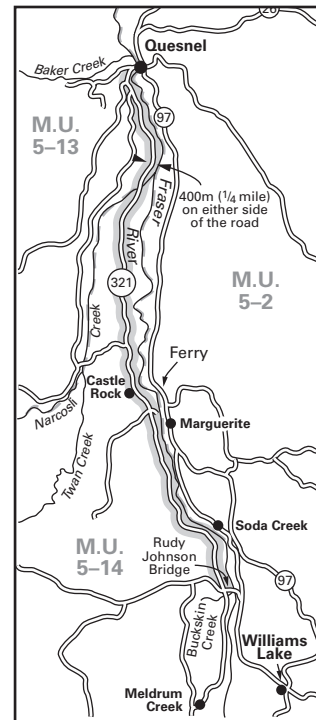 26
Quesnel
Baker Creek
97
M.U.
5–13
400m (1/4 mile)
on either side
of the road
Fraser
River
M.U.
5–2
321
Creek
Ferry
Castle
Rock
Narcosli
Marguerite
Twan Creek
Soda Creek
Rudy
Johnson
Bridge
M.U.
5–14
97
Buckskin
Creek
Williams
Lake
Meldrum
Creek